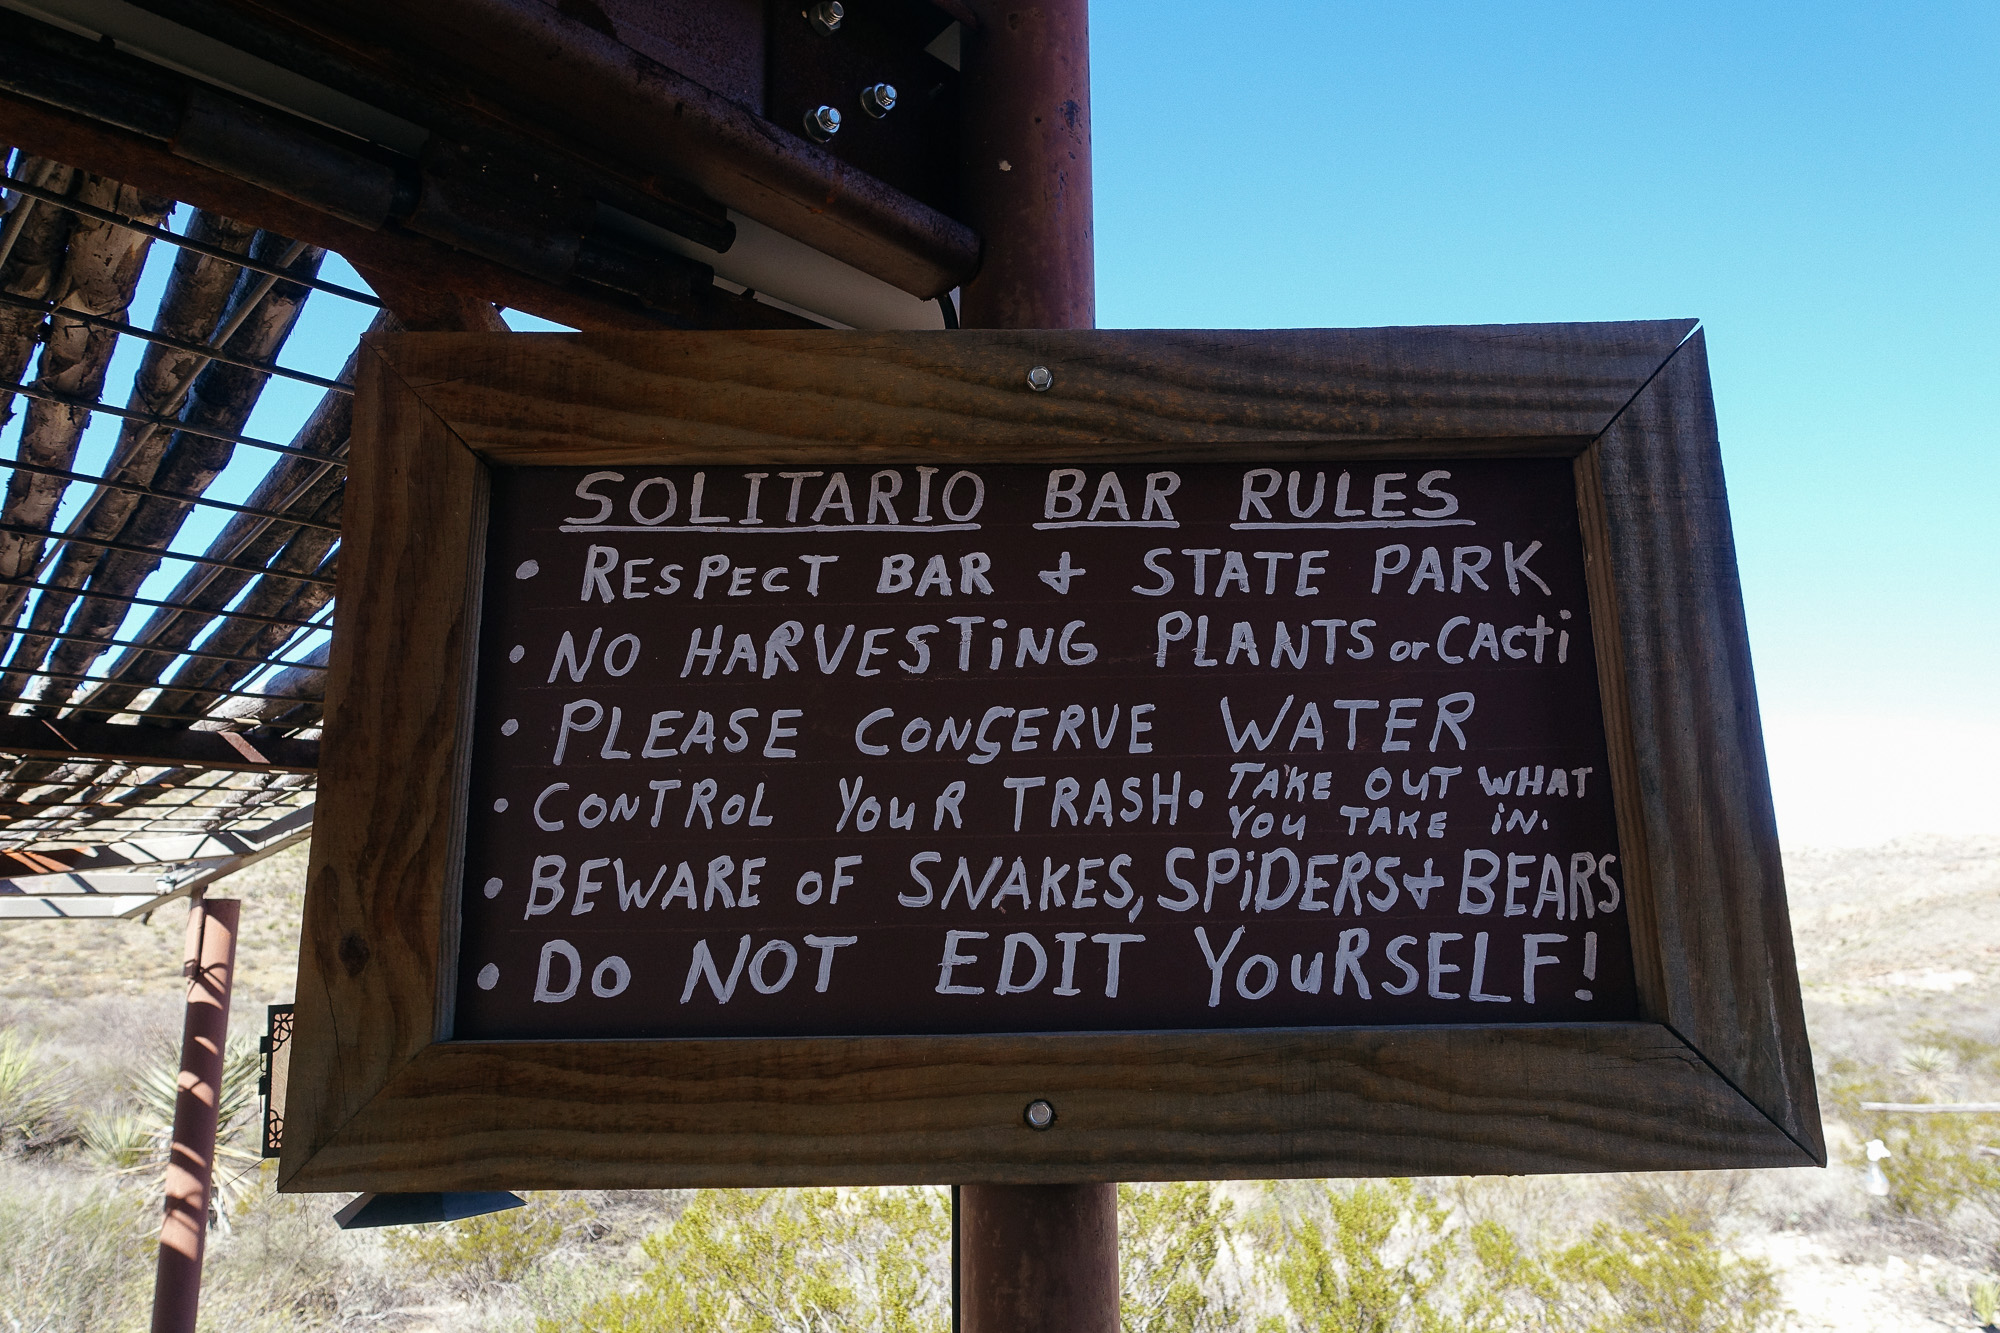 SOLITARIO BAR RULES
• RESPECT BAR & STATE PARK
• NO HARVESTiNG PLANTS or CActi
• PLEASE CONSERVE WATER
• CONTROL YOUR TRASH. TAKE OUT WHAT
YOU TAKE iN.
• BEWARE OF SNAKES, SPiDERS & BEARS
• DO NOT EDIT YOURSELF!